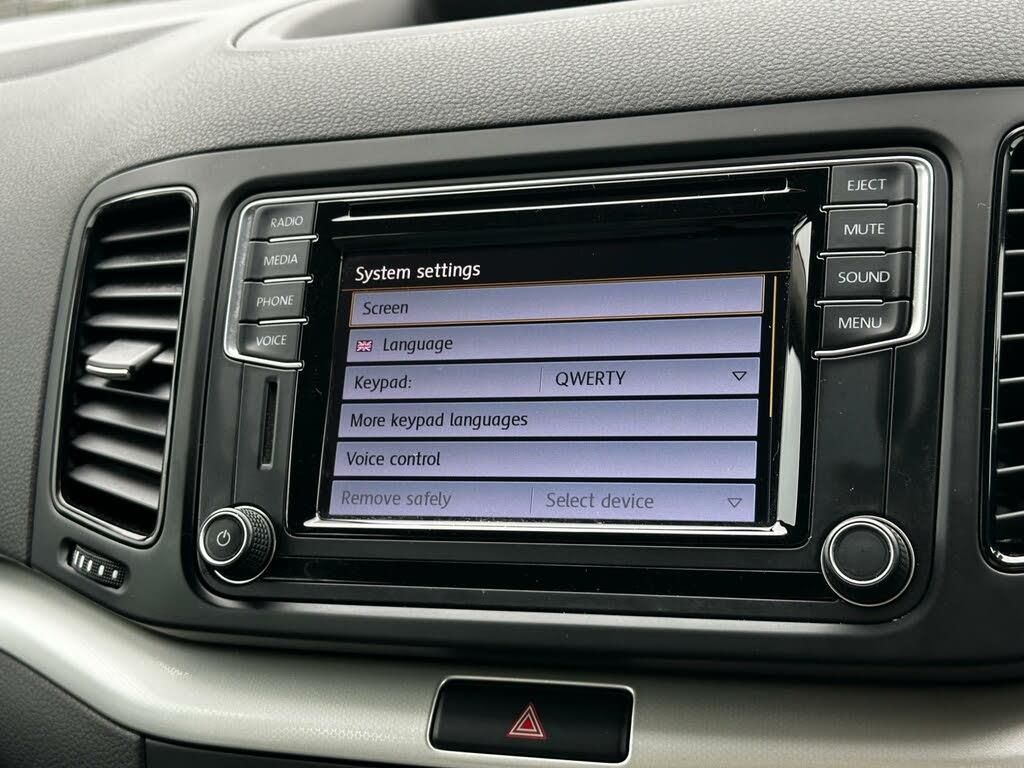 RADIO
MEDIA
PHONE
VOICE
System settings
Screen
Language
Keypad: QWERTY
More keypad languages
Voice control
Remove safely Select device
EJECT
MUTE
SOUND
MENU